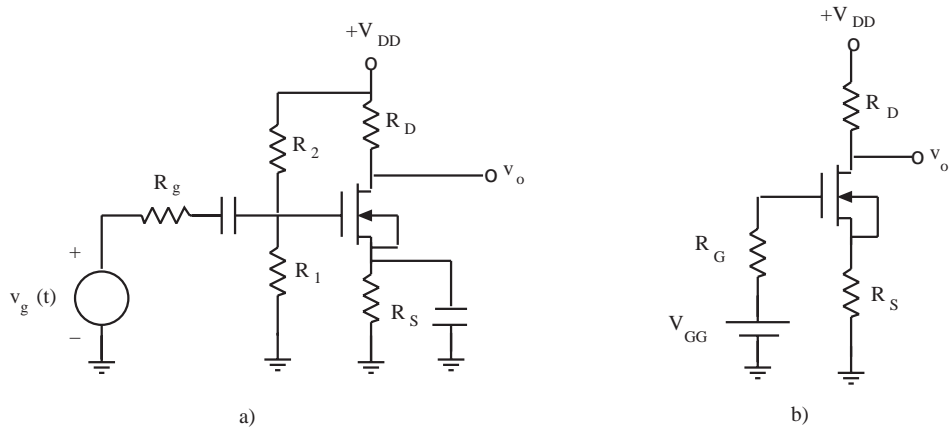 +V DD
R D
R 2
v o
R g
+
v g (t)
−
R 1
R S
a)
+V DD
R D
v o
R G
V GG
R S
b)